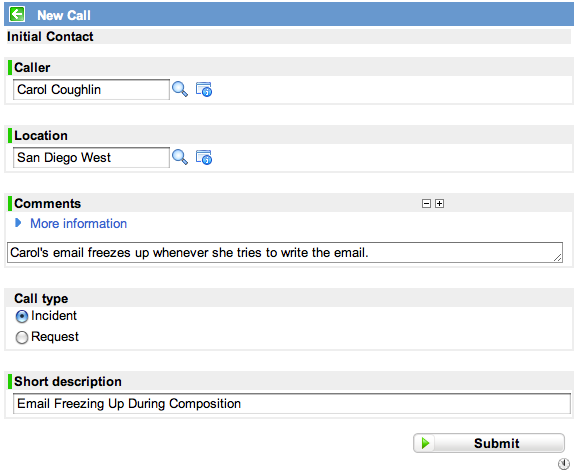 New Call
Initial Contact
Caller
Carol Coughlin
Location
San Diego West
Comments
More information
Carol's email freezes up whenever she tries to write the email.
Call type
Incident
Request
Short description
Email Freezing Up During Composition
Submit